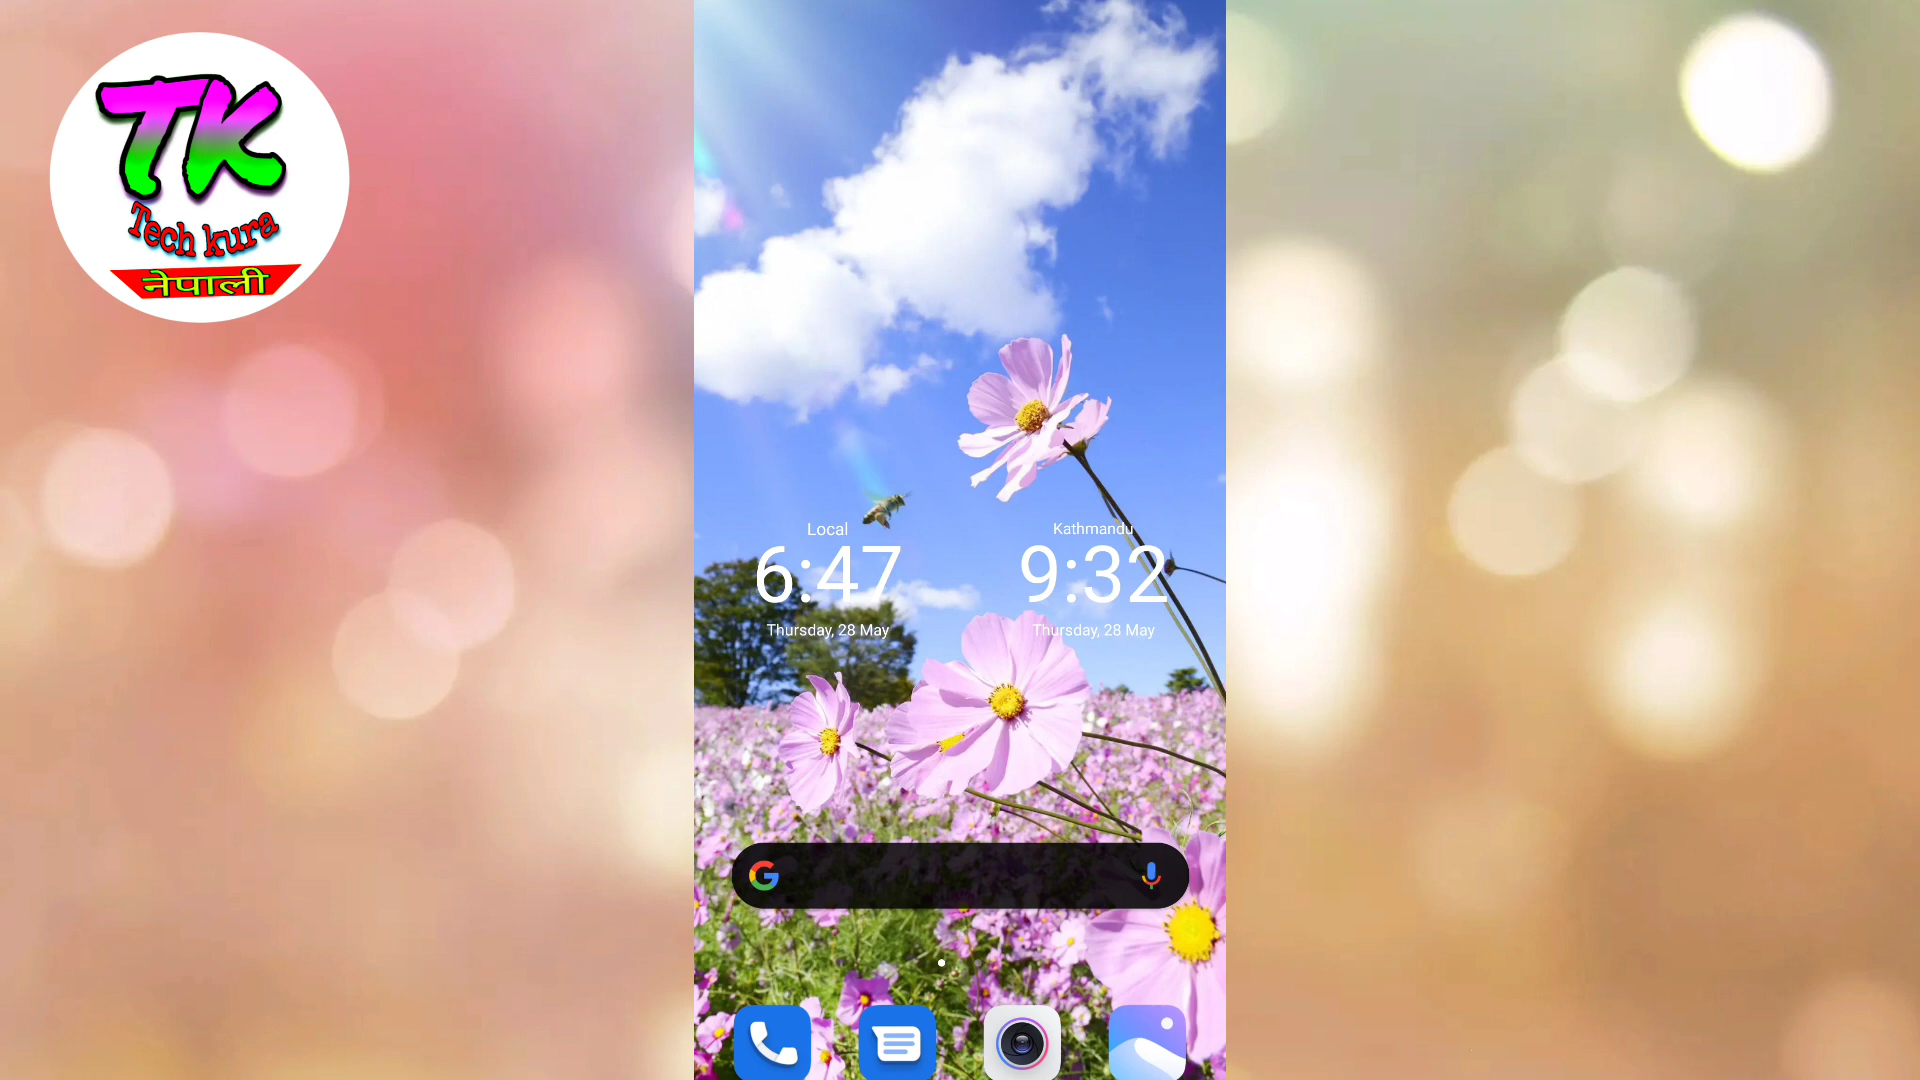 TK
Tech kura
नेपाली
Local
6:47
Thursday, 28 May
Kathmandu
9:32
Thursday, 28 May